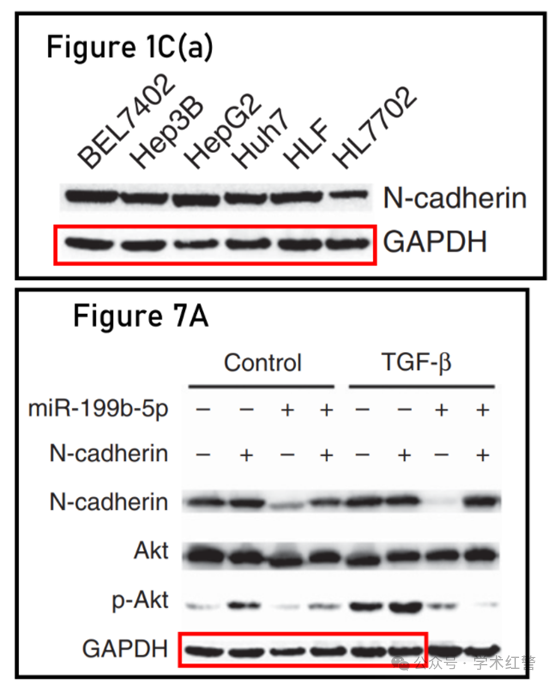 Figure 1C(a)
BEL7402 Hep3B HepG2 Huh7 HLF HL7702
N-cadherin
GAPDH
Figure 7A
Control TGF-β
miR-199b-5p − − + + − − + +
N-cadherin − + − + − + − +
N-cadherin
Akt
p-Akt
GAPDH
公众号 · 学术红警